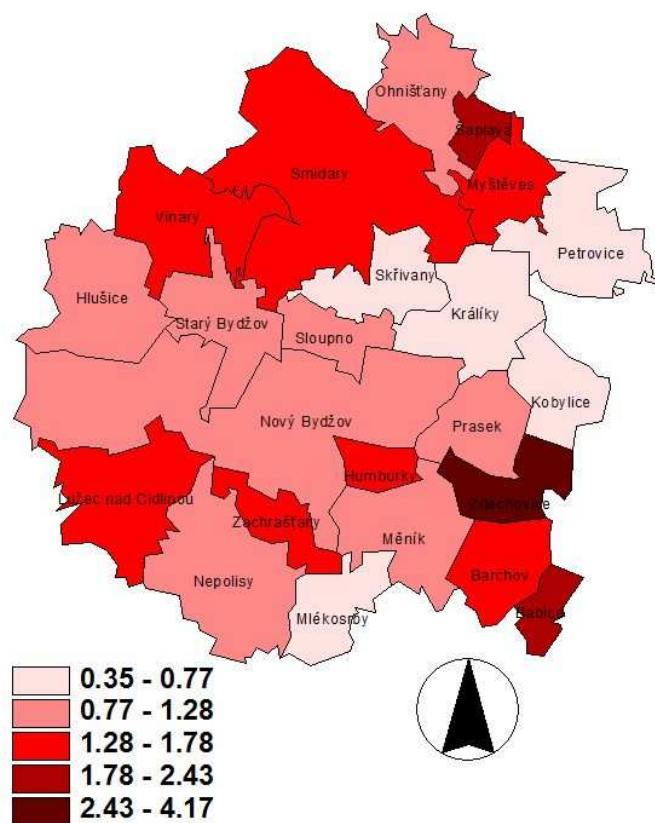 Ohnišťany
Šaplava
Smidary
Myštěves
Vinary
Petrovice
Skřivany
Hlušice
Králíky
Starý Bydžov
Sloupno
Kobylice
Nový Bydžov
Prasek
Humburky
Lužec nad Cidlinou
Zdechovice
Zachrašťany
Měník
Barchov
Nepolisy
Babice
Mlékosrby
0.35 - 0.77
0.77 - 1.28
1.28 - 1.78
1.78 - 2.43
2.43 - 4.17